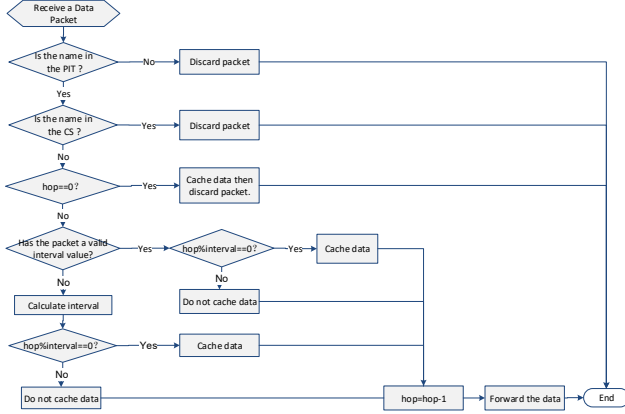 Receive a Data
Packet
Is the name in
the PIT ?
No
Discard packet
Yes
Is the name in
the CS ?
Yes
Discard packet
No
hop==0?
Yes
Cache data then
discard packet.
No
Has the packet a valid
interval value?
Yes
hop%interval==0?
Yes
Cache data
No
No
Calculate interval
Do not cache data
hop%interval==0?
Yes
Cache data
No
Do not cache data
hop=hop-1
Forward the data
End